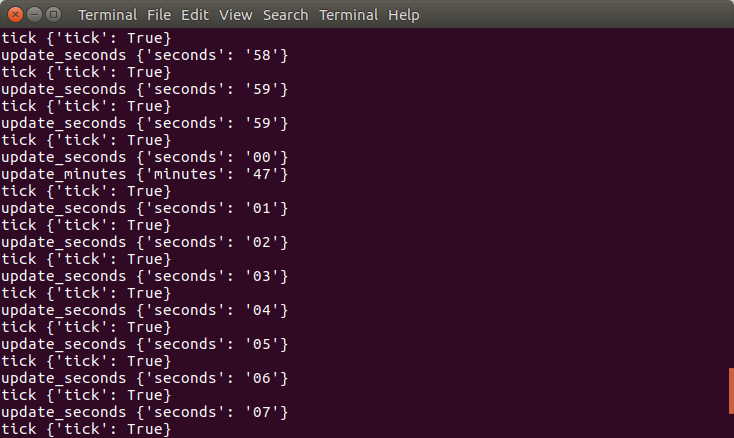 Terminal File Edit View Search Terminal Help
tick {'tick': True}
update_seconds {'seconds': '58'}
tick {'tick': True}
update_seconds {'seconds': '59'}
tick {'tick': True}
update_seconds {'seconds': '59'}
tick {'tick': True}
update_seconds {'seconds': '00'}
update_minutes {'minutes': '47'}
tick {'tick': True}
update_seconds {'seconds': '01'}
tick {'tick': True}
update_seconds {'seconds': '02'}
tick {'tick': True}
update_seconds {'seconds': '03'}
tick {'tick': True}
update_seconds {'seconds': '04'}
tick {'tick': True}
update_seconds {'seconds': '05'}
tick {'tick': True}
update_seconds {'seconds': '06'}
tick {'tick': True}
update_seconds {'seconds': '07'}
tick {'tick': True}